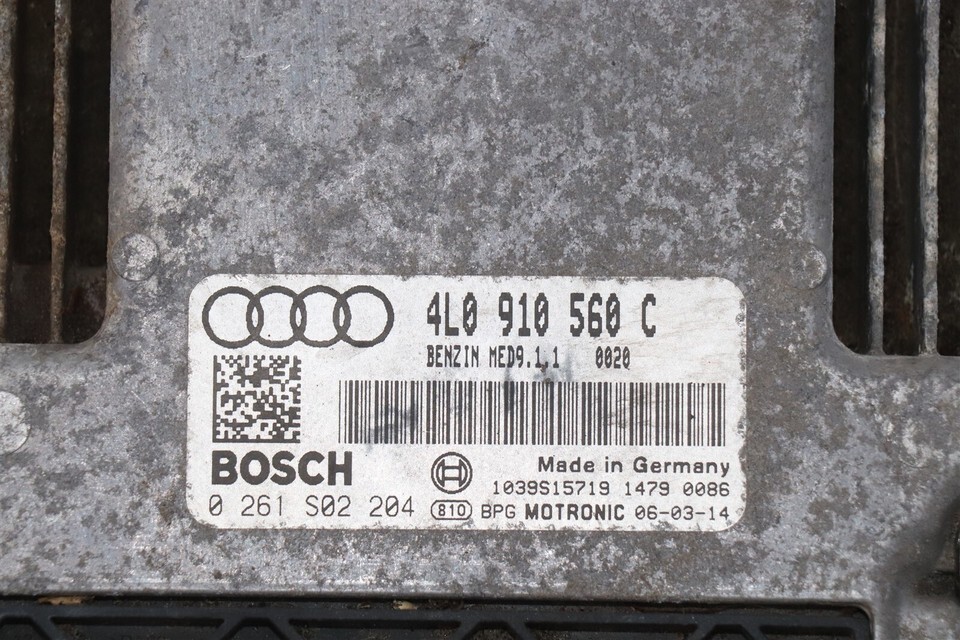 4L0 910 560 C
BENZIN MED9.1.1 0020
BOSCH
Made in Germany
1039S15719 1479 0086
0 261 S02 204
810 BPG MOTRONIC 06-03-14